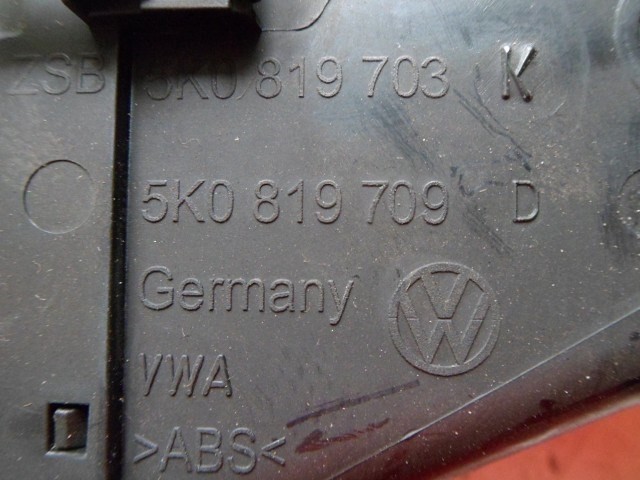 ZSB 5K0 819 703 K
5K0 819 709 D
Germany
VWA
>ABS<